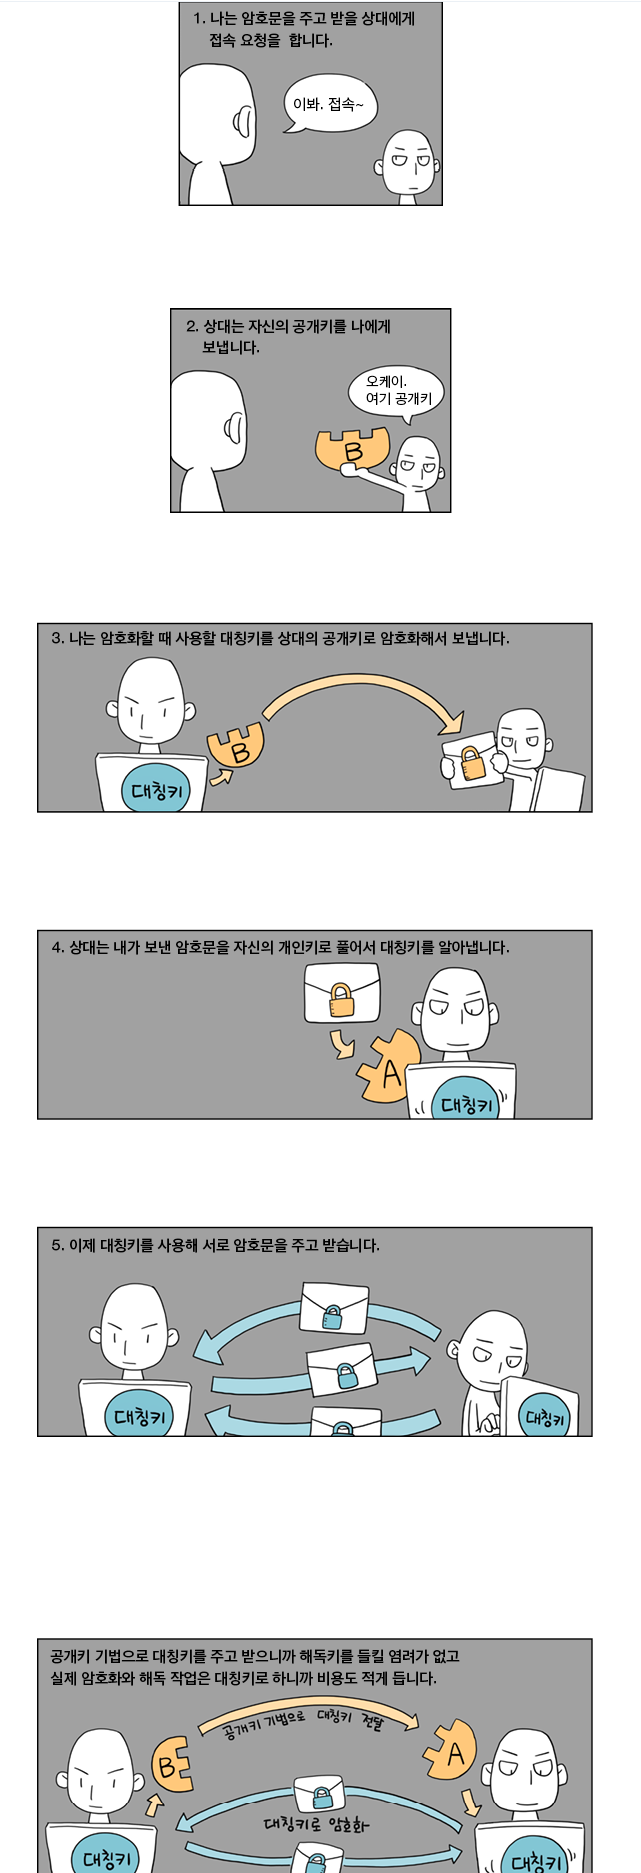 1. 나는 암호문을 주고 받을 상대에게
접속 요청을 합니다.
이봐. 접속~
2. 상대는 자신의 공개키를 나에게
보냅니다.
오케이.
여기 공개키
B
3. 나는 암호화할 때 사용할 대칭키를 상대의 공개키로 암호화해서 보냅니다.
B
대칭키
4. 상대는 내가 보낸 암호문을 자신의 개인키로 풀어서 대칭키를 알아냅니다.
A
대칭키
5. 이제 대칭키를 사용해 서로 암호문을 주고 받습니다.
대칭키
대칭키
공개키 기법으로 대칭키를 주고 받으니까 해독키를 들킬 염려가 없고
실제 암호화와 해독 작업은 대칭키로 하니까 비용도 적게 듭니다.
공개키 기법으로 대칭키 전달
B
A
대칭키로 암호화
대칭키
대칭키